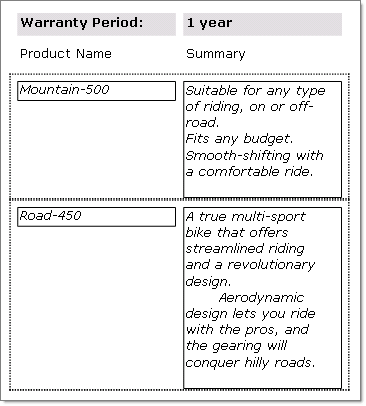 Warranty Period: 1 year
Product Name Summary
Mountain-500
Suitable for any type
of riding, on or off-
road.
Fits any budget.
Smooth-shifting with
a comfortable ride.
Road-450
A true multi-sport
bike that offers
streamlined riding
and a revolutionary
design.
Aerodynamic
design lets you ride
with the pros, and
the gearing will
conquer hilly roads.